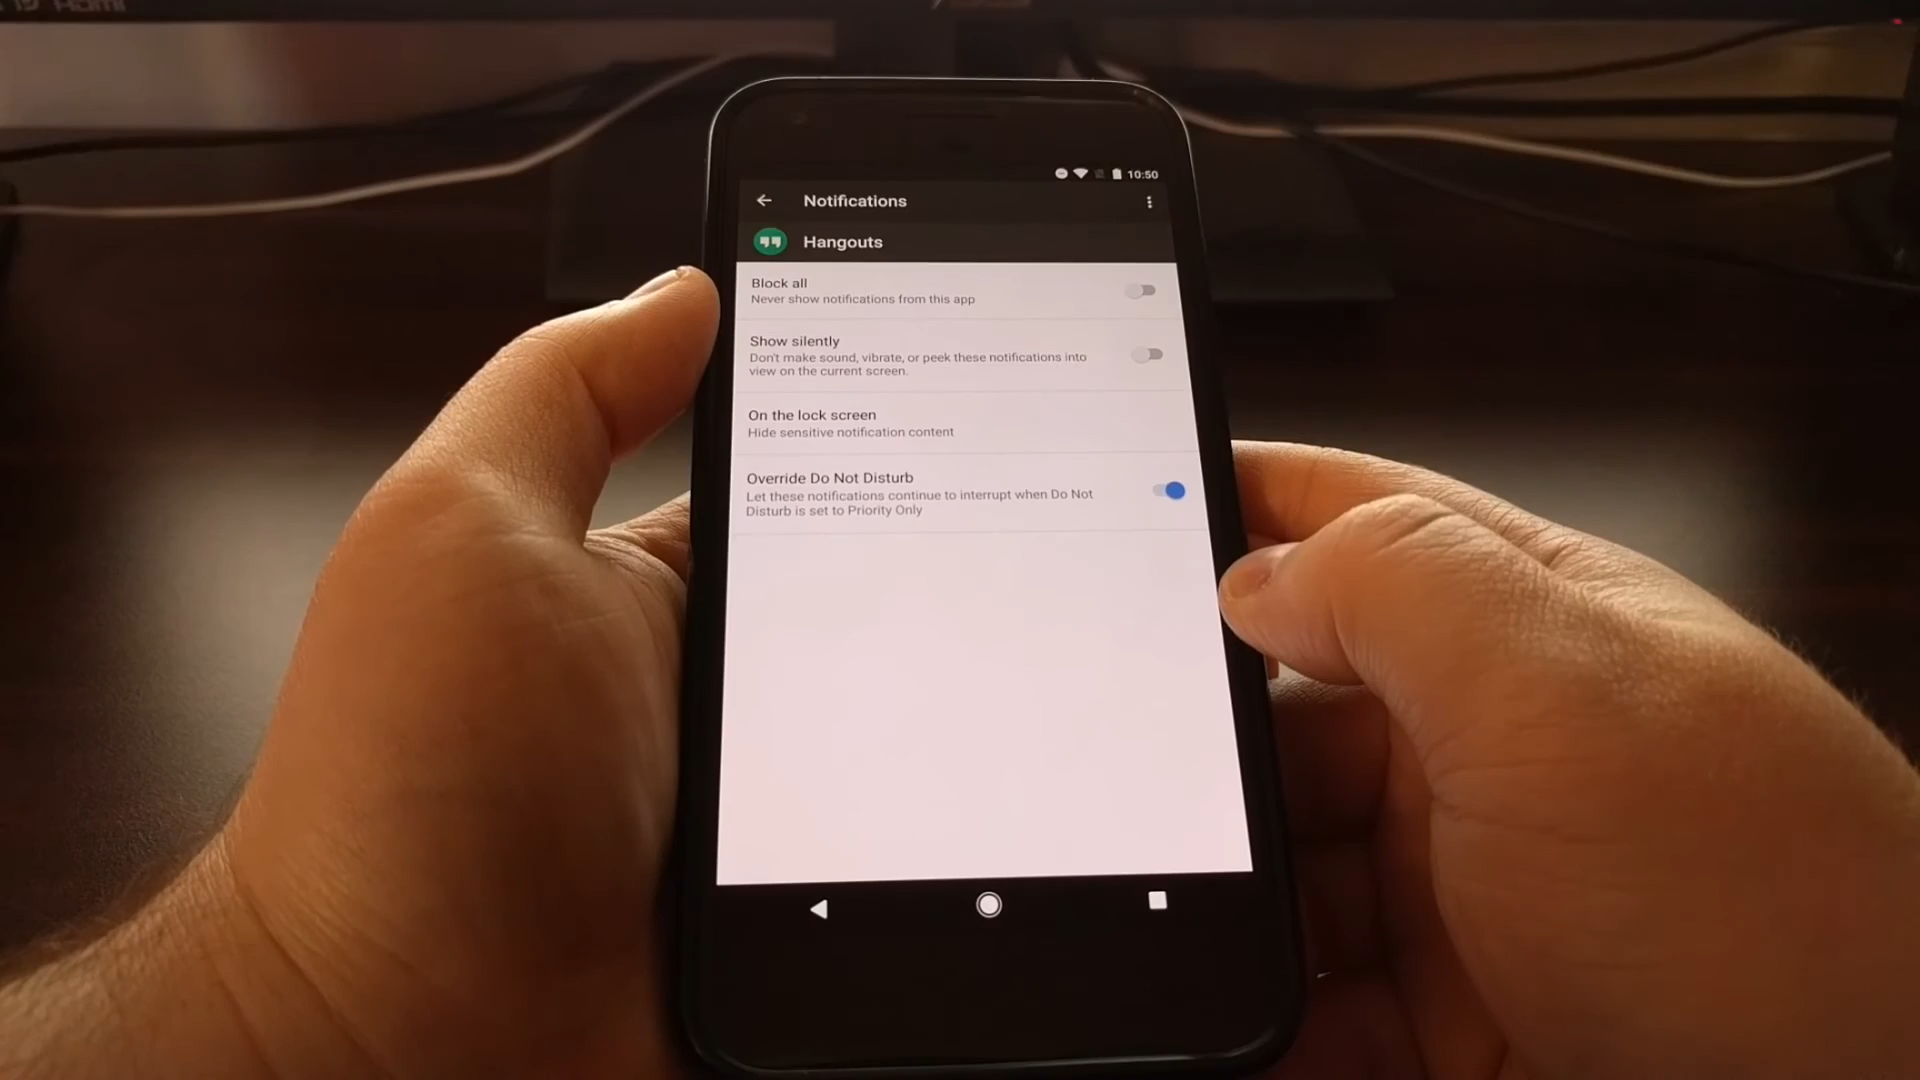 10:50
Notifications
Hangouts
Block all
Never show notifications from this app
Show silently
Don't make sound, vibrate, or peek these notifications into
view on the current screen.
On the lock screen
Hide sensitive notification content
Override Do Not Disturb
Let these notifications continue to interrupt when Do Not
Disturb is set to Priority Only